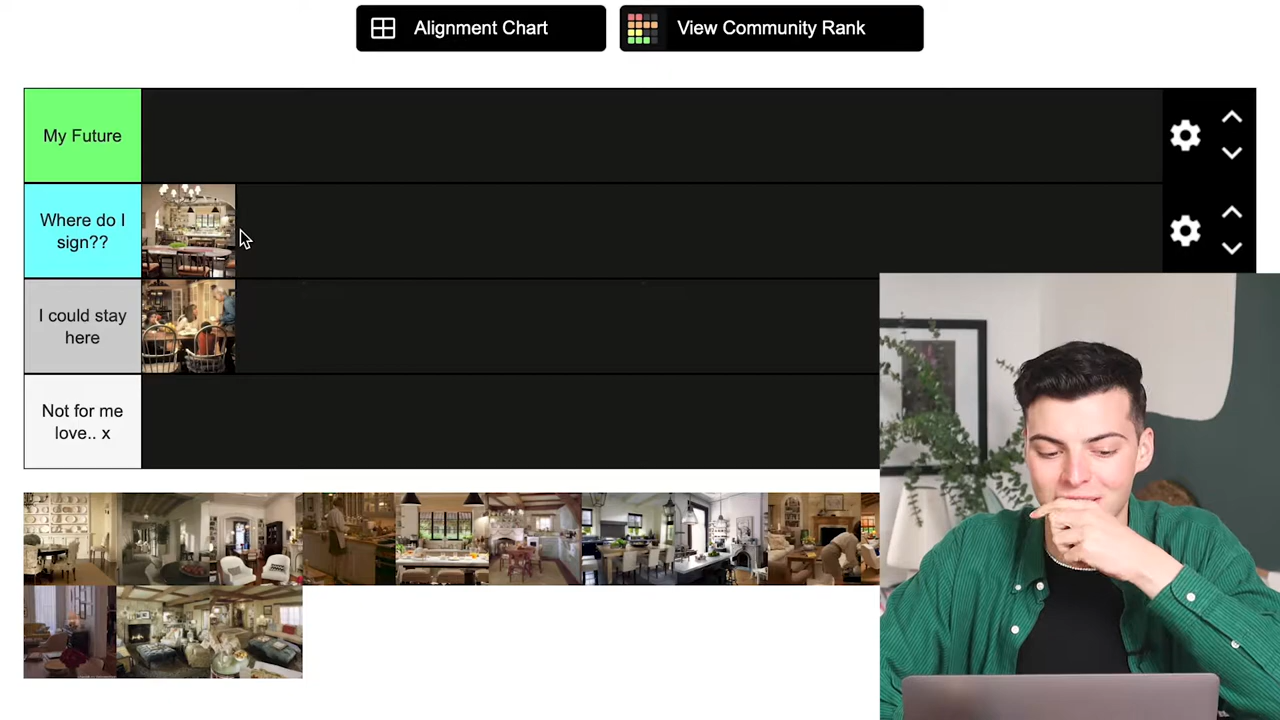 Alignment Chart
View Community Rank
My Future
Where do I
sign??
I could stay
here
Not for me
love.. x